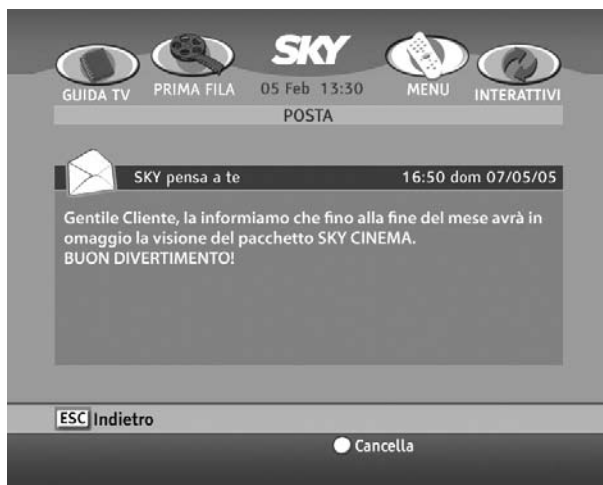 SKY
GUIDA TV PRIMA FILA 05 Feb 13:30 MENU INTERATTIVI
POSTA
SKY pensa a te 16:50 dom 07/05/05
Gentile Cliente, la informiamo che fino alla fine del mese avrà in
omaggio la visione del pacchetto SKY CINEMA.
BUON DIVERTIMENTO!
ESC Indietro
Cancella